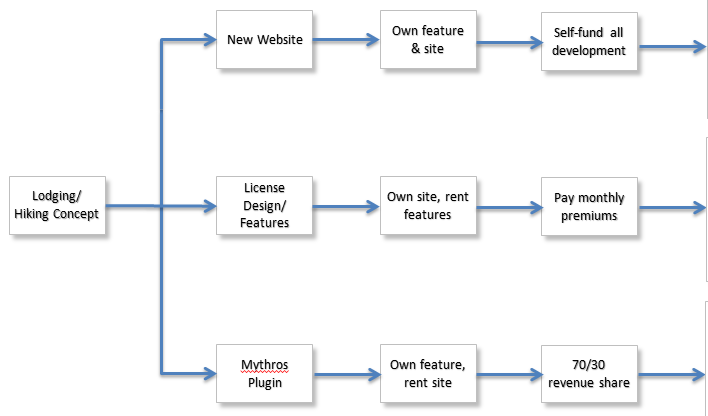 New Website
Own feature
& site
Self-fund all
development
Lodging/
Hiking Concept
License
Design/
Features
Own site, rent
features
Pay monthly
premiums
Mythros
Plugin
Own feature,
rent site
70/30
revenue share